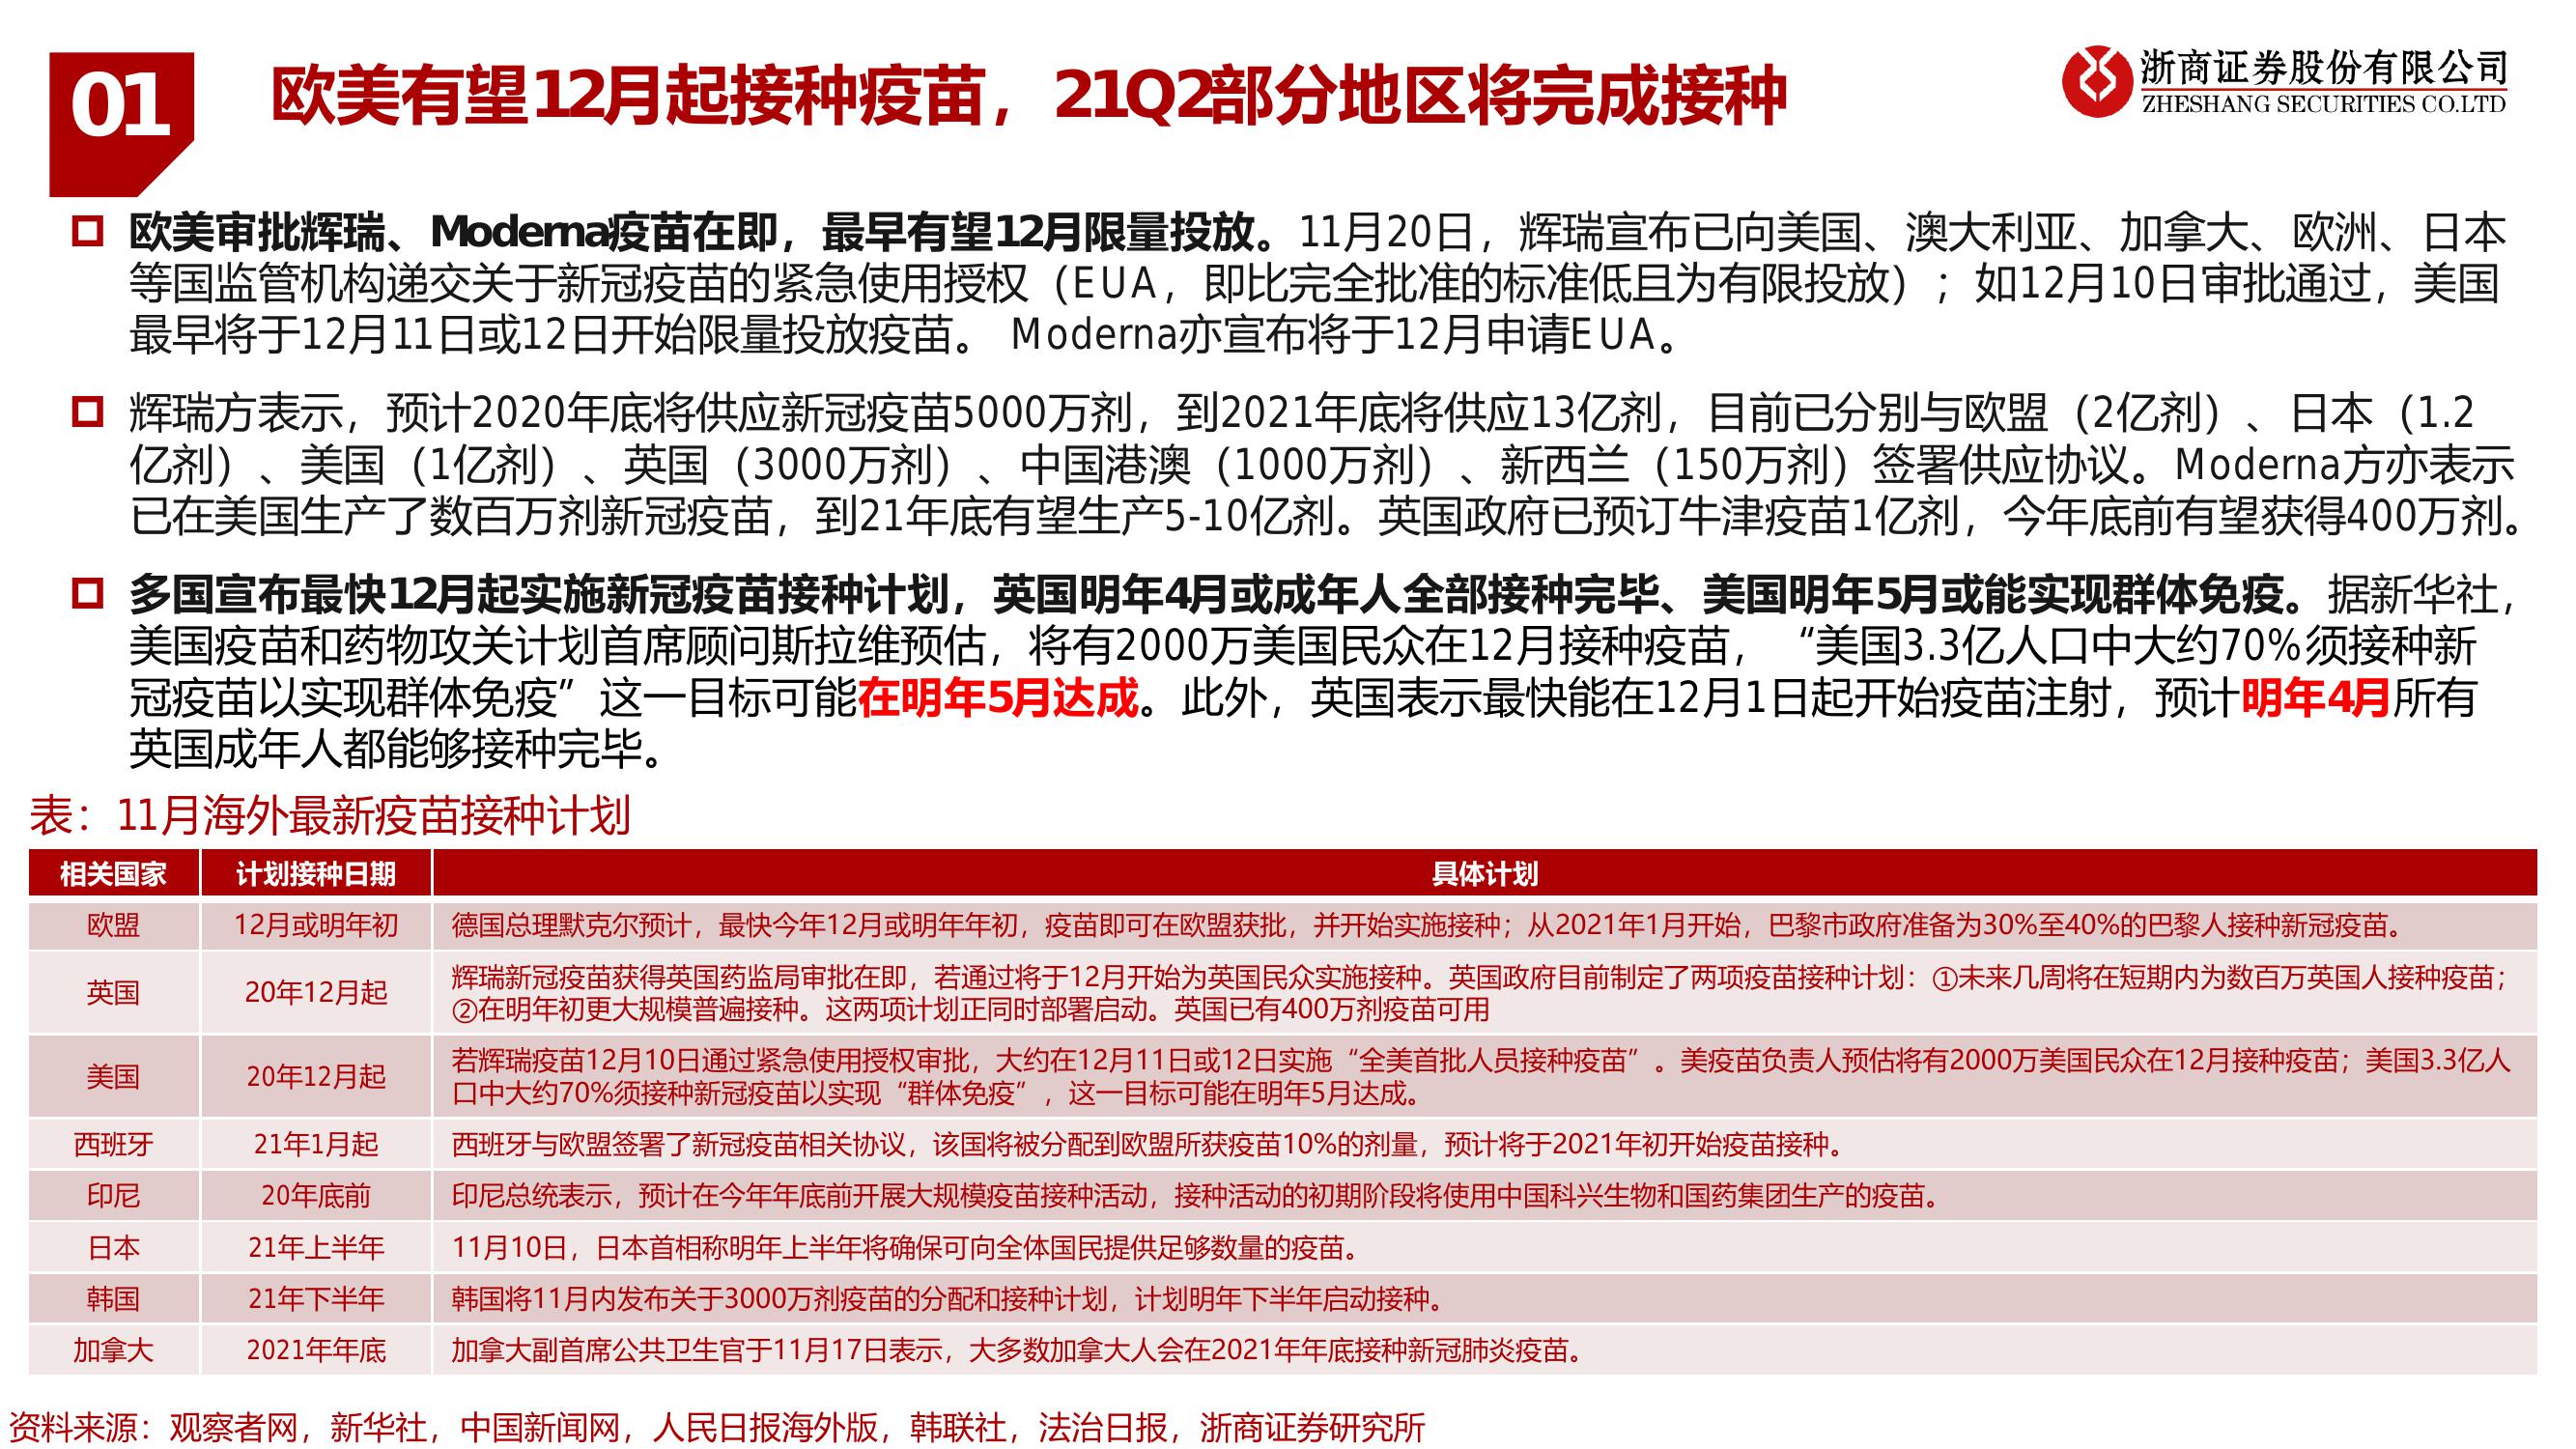 01
欧美有望12月起接种疫苗，21Q2部分地区将完成接种
浙商证券股份有限公司
ZHESHANG SECURITIES CO.LTD
欧美审批辉瑞、Moderna疫苗在即，最早有望12月限量投放。11月20日，辉瑞宣布已向美国、澳大利亚、加拿大、欧洲、日本
等国监管机构递交关于新冠疫苗的紧急使用授权（EUA，即比完全批准的标准低且为有限投放）；如12月10日审批通过，美国
最早将于12月11日或12日开始限量投放疫苗。 Moderna亦宣布将于12月申请EUA。
辉瑞方表示，预计2020年底将供应新冠疫苗5000万剂，到2021年底将供应13亿剂，目前已分别与欧盟（2亿剂）、日本（1.2
亿剂）、美国（1亿剂）、英国（3000万剂）、中国港澳（1000万剂）、新西兰（150万剂）签署供应协议。Moderna方亦表示
已在美国生产了数百万剂新冠疫苗，到21年底有望生产5-10亿剂。英国政府已预订牛津疫苗1亿剂，今年底前有望获得400万剂。
多国宣布最快12月起实施新冠疫苗接种计划，英国明年4月或成年人全部接种完毕、美国明年5月或能实现群体免疫。据新华社，
美国疫苗和药物攻关计划首席顾问斯拉维预估，将有2000万美国民众在12月接种疫苗，“美国3.3亿人口中大约70%须接种新
冠疫苗以实现群体免疫”这一目标可能在明年5月达成。此外，英国表示最快能在12月1日起开始疫苗注射，预计明年4月所有
英国成年人都能够接种完毕。
表：11月海外最新疫苗接种计划
相关国家 计划接种日期 具体计划
欧盟 12月或明年初 德国总理默克尔预计，最快今年12月或明年年初，疫苗即可在欧盟获批，并开始实施接种；从2021年1月开始，巴黎市政府准备为30%至40%的巴黎人接种新冠疫苗。
英国 20年12月起 辉瑞新冠疫苗获得英国药监局审批在即，若通过将于12月开始为英国民众实施接种。英国政府目前制定了两项疫苗接种计划：①未来几周将在短期内为数百万英国人接种疫苗；
②在明年初更大规模普遍接种。这两项计划正同时部署启动。英国已有400万剂疫苗可用
美国 20年12月起 若辉瑞疫苗12月10日通过紧急使用授权审批，大约在12月11日或12日实施“全美首批人员接种疫苗”。美疫苗负责人预估将有2000万美国民众在12月接种疫苗；美国3.3亿人
口中大约70%须接种新冠疫苗以实现“群体免疫”，这一目标可能在明年5月达成。
西班牙 21年1月起 西班牙与欧盟签署了新冠疫苗相关协议，该国将被分配到欧盟所获疫苗10%的剂量，预计将于2021年初开始疫苗接种。
印尼 20年底前 印尼总统表示，预计在今年年底前开展大规模疫苗接种活动，接种活动的初期阶段将使用中国科兴生物和国药集团生产的疫苗。
日本 21年上半年 11月10日，日本首相称明年上半年将确保可向全体国民提供足够数量的疫苗。
韩国 21年下半年 韩国将11月内发布关于3000万剂疫苗的分配和接种计划，计划明年下半年启动接种。
加拿大 2021年年底 加拿大副首席公共卫生官于11月17日表示，大多数加拿大人会在2021年年底接种新冠肺炎疫苗。
资料来源：观察者网，新华社，中国新闻网，人民日报海外版，韩联社，法治日报，浙商证券研究所